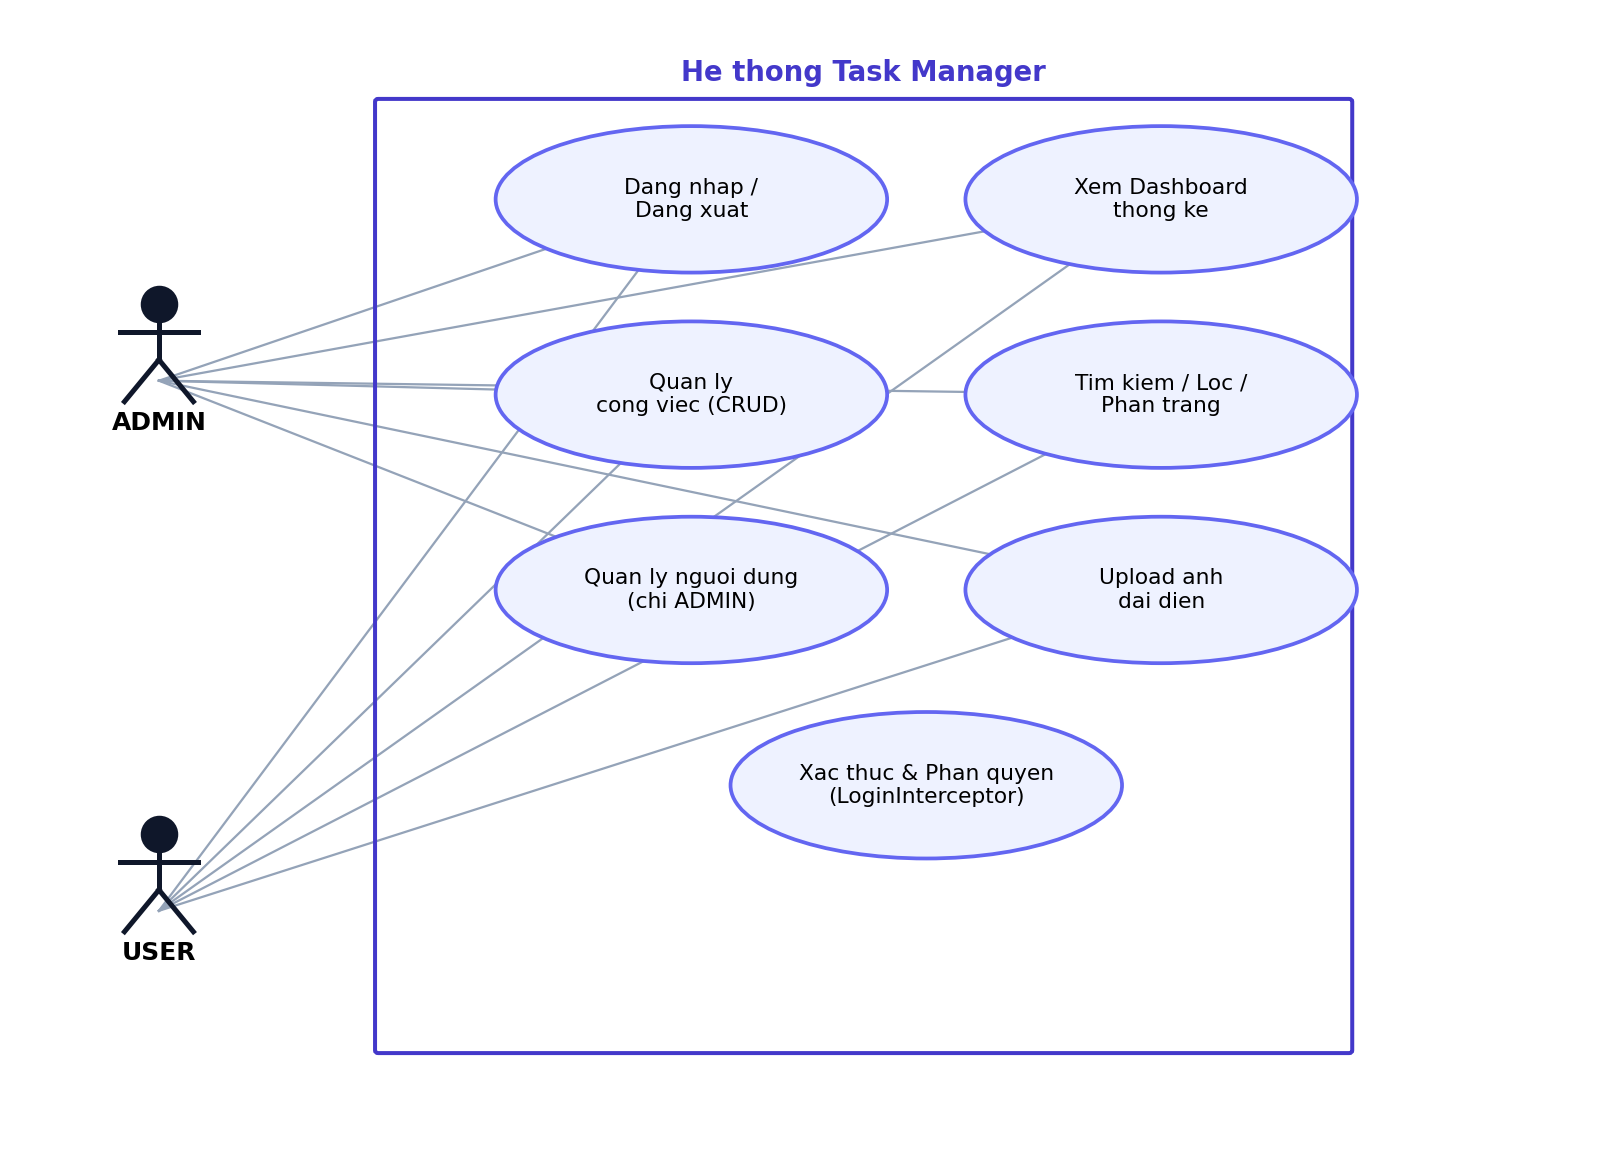 He thong Task Manager
Dang nhap /
Dang xuat
Xem Dashboard
thong ke
ADMIN
Quan ly
cong viec (CRUD)
Tim kiem / Loc /
Phan trang
Quan ly nguoi dung
(chi ADMIN)
Upload anh
dai dien
Xac thuc & Phan quyen
(LoginInterceptor)
USER